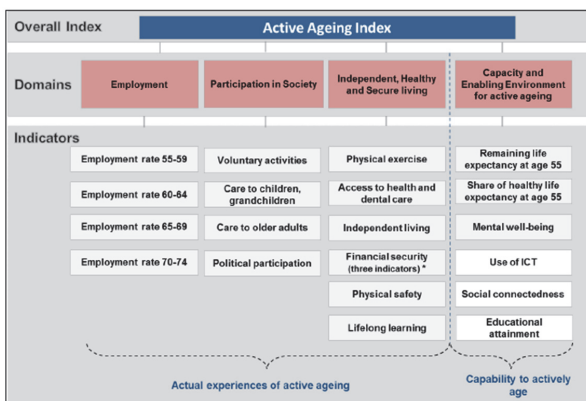 Overall Index
Active Ageing Index
Domains
Employment
Participation in Society
Independent, Healthy
and Secure living
Capacity and
Enabling Environment
for active ageing
Indicators
Employment rate 55-59
Voluntary activities
Physical exercise
Remaining life
expectancy at age 55
Employment rate 60-64
Care to children,
grandchildren
Access to health and
dental care
Share of healthy life
expectancy at age 55
Employment rate 65-69
Care to older adults
Independent living
Mental well-being
Employment rate 70-74
Political participation
Financial security
(three indicators) *
Use of ICT
Physical safety
Social connectedness
Lifelong learning
Educational
attainment
Actual experiences of active ageing
Capability to actively
age